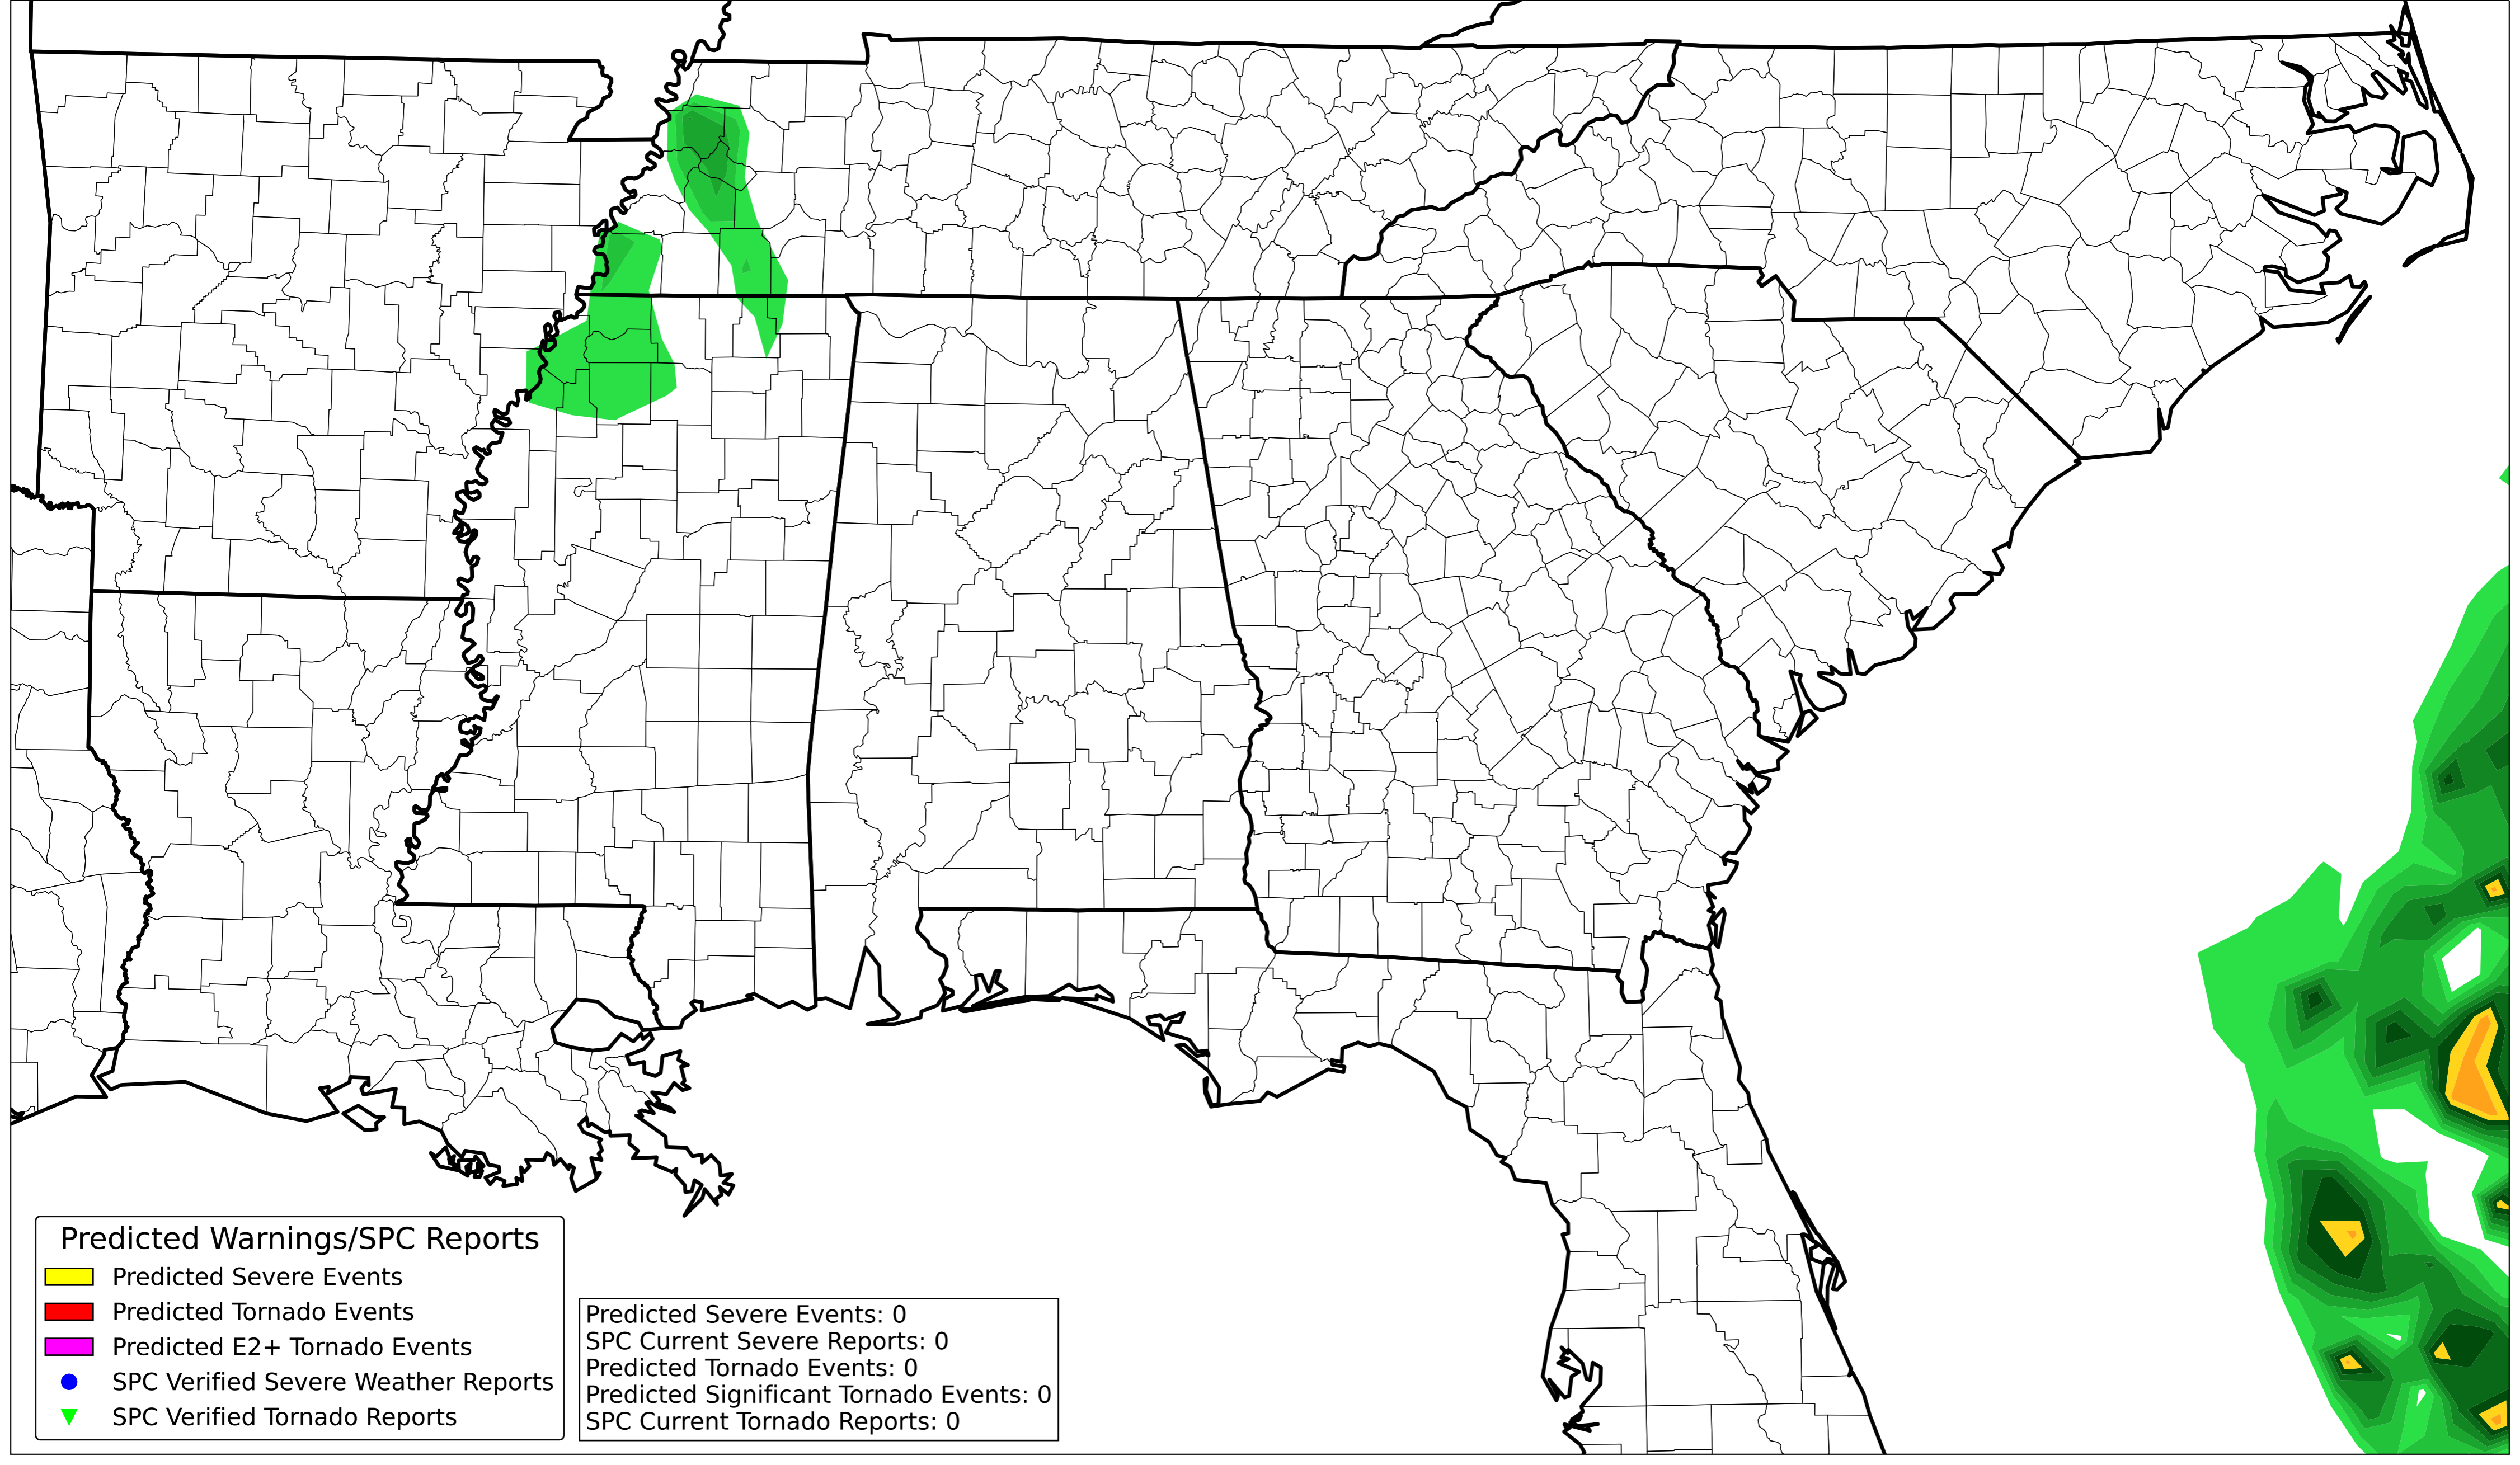 Predicted Warnings/SPC Reports
Predicted Severe Events
Predicted Tornado Events
Predicted E2+ Tornado Events
SPC Verified Severe Weather Reports
SPC Verified Tornado Reports
Predicted Severe Events: 0
SPC Current Severe Reports: 0
Predicted Tornado Events: 0
Predicted Significant Tornado Events: 0
SPC Current Tornado Reports: 0